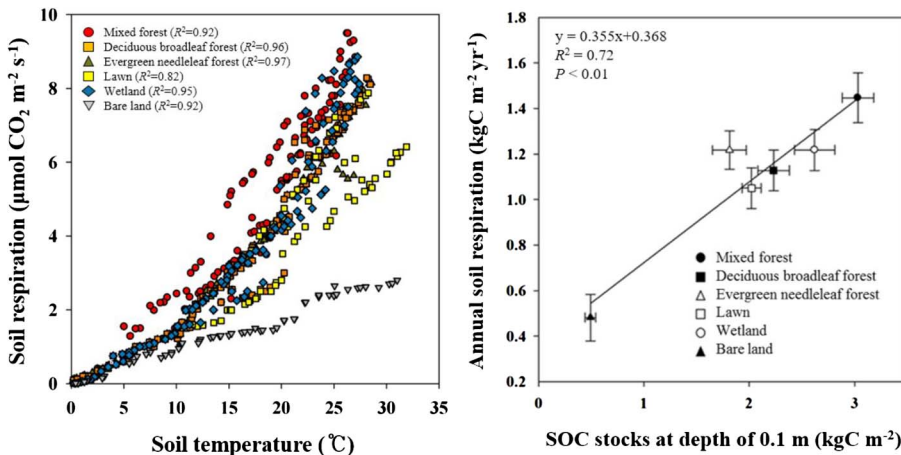 Mixed forest (R²=0.92)
Deciduous broadleaf forest (R²=0.96)
Evergreen needleleaf forest (R²=0.97)
Lawn (R²=0.82)
Wetland (R²=0.95)
Bare land (R²=0.92)
Soil respiration (μmol CO₂ m⁻² s⁻¹)
10
8
6
4
2
0
0 5 10 15 20 25 30 35
Soil temperature (℃)
y = 0.355x+0.368
R² = 0.72
P < 0.01
Annual soil respiration (kgC m⁻² yr⁻¹)
1.8
1.6
1.4
1.2
1.0
0.8
0.6
0.4
0.2
Mixed forest
Deciduous broadleaf forest
Evergreen needleleaf forest
Lawn
Wetland
Bare land
0 1 2 3
SOC stocks at depth of 0.1 m (kgC m⁻²)